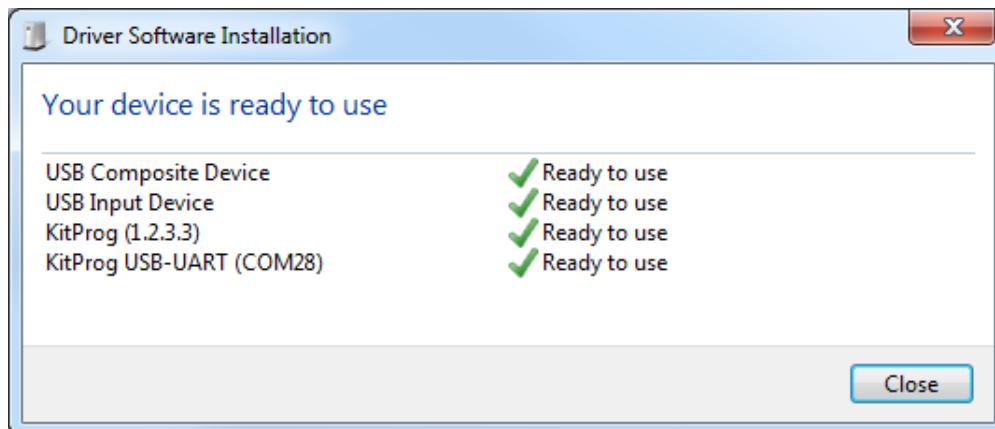 Driver Software Installation
Your device is ready to use
USB Composite Device Ready to use
USB Input Device Ready to use
KitProg (1.2.3.3) Ready to use
KitProg USB-UART (COM28) Ready to use
Close